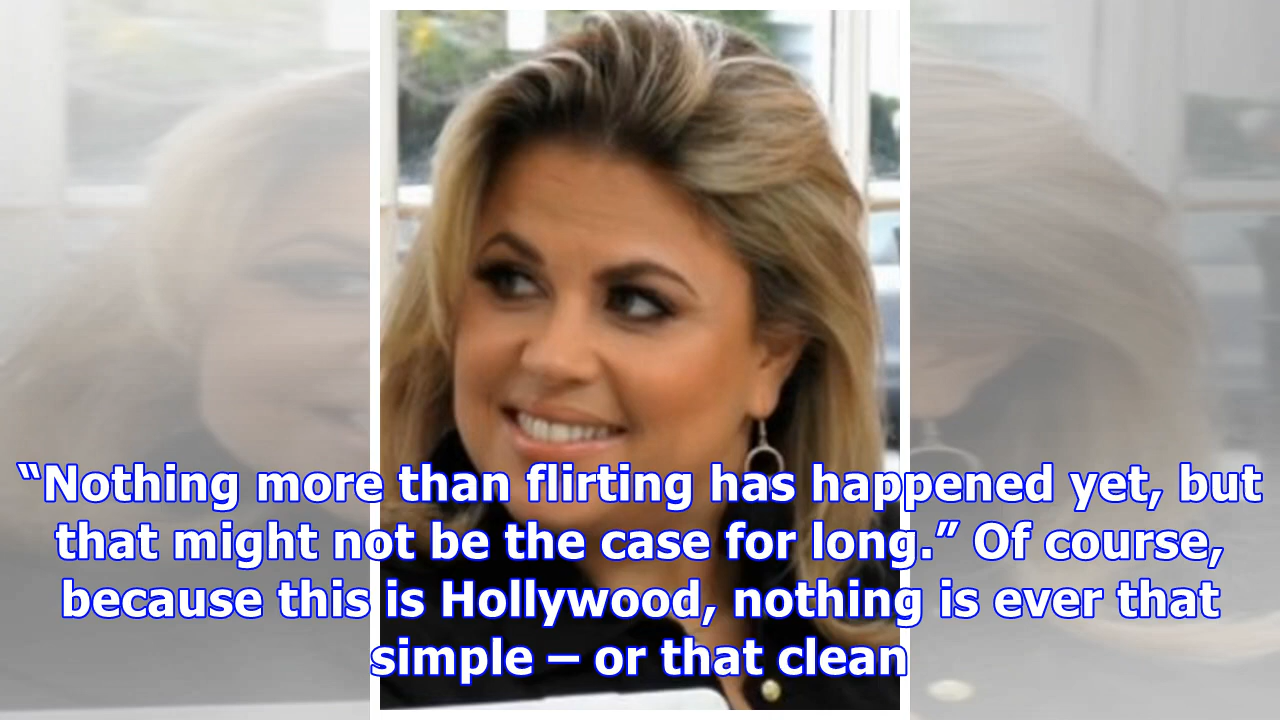 “Nothing more than flirting has happened yet, but
that might not be the case for long.” Of course,
because this is Hollywood, nothing is ever that
simple – or that clean